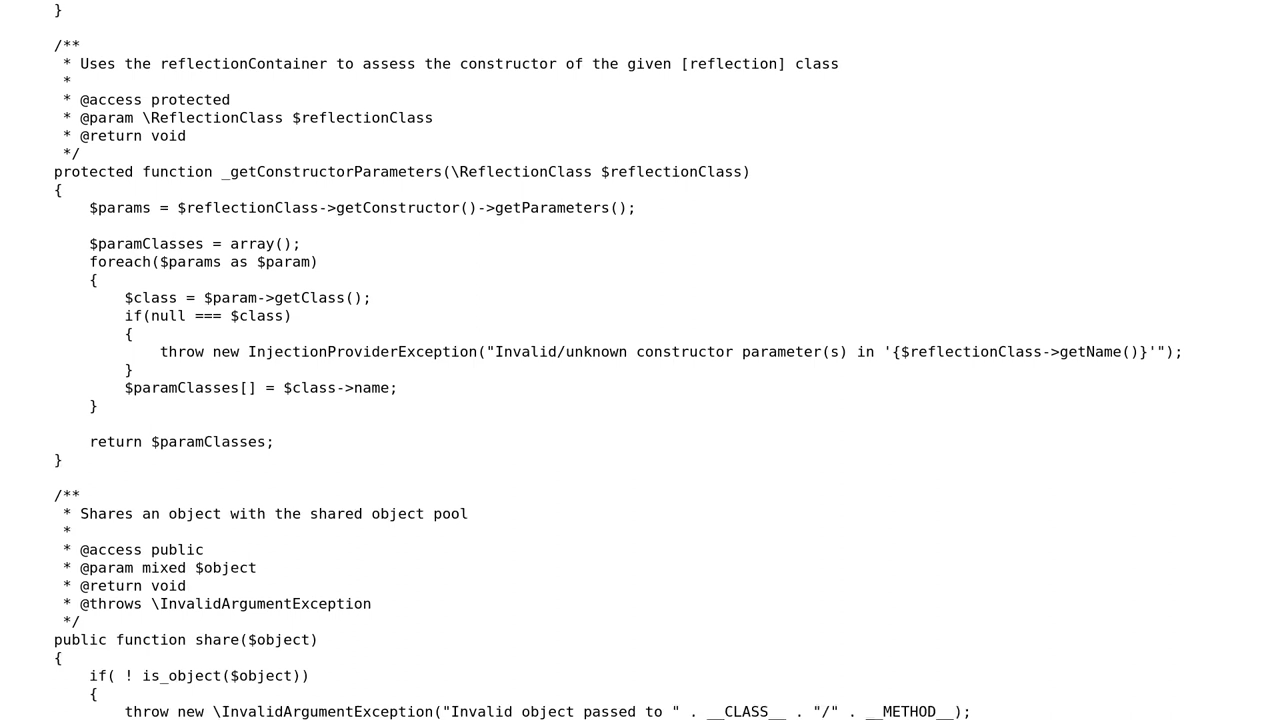 }
/**
 * Uses the reflectionContainer to assess the constructor of the given [reflection] class
 *
 * @access protected
 * @param \ReflectionClass $reflectionClass
 * @return void
 */
protected function _getConstructorParameters(\ReflectionClass $reflectionClass)
{
    $params = $reflectionClass->getConstructor()->getParameters();

    $paramClasses = array();
    foreach($params as $param)
    {
        $class = $param->getClass();
        if(null === $class)
        {
            throw new InjectionProviderException("Invalid/unknown constructor parameter(s) in '{$reflectionClass->getName()}'");
        }
        $paramClasses[] = $class->name;
    }

    return $paramClasses;
}

/**
 * Shares an object with the shared object pool
 *
 * @access public
 * @param mixed $object
 * @return void
 * @throws \InvalidArgumentException
 */
public function share($object)
{
    if( ! is_object($object))
    {
        throw new \InvalidArgumentException("Invalid object passed to " . __CLASS__ . "/" . __METHOD__);